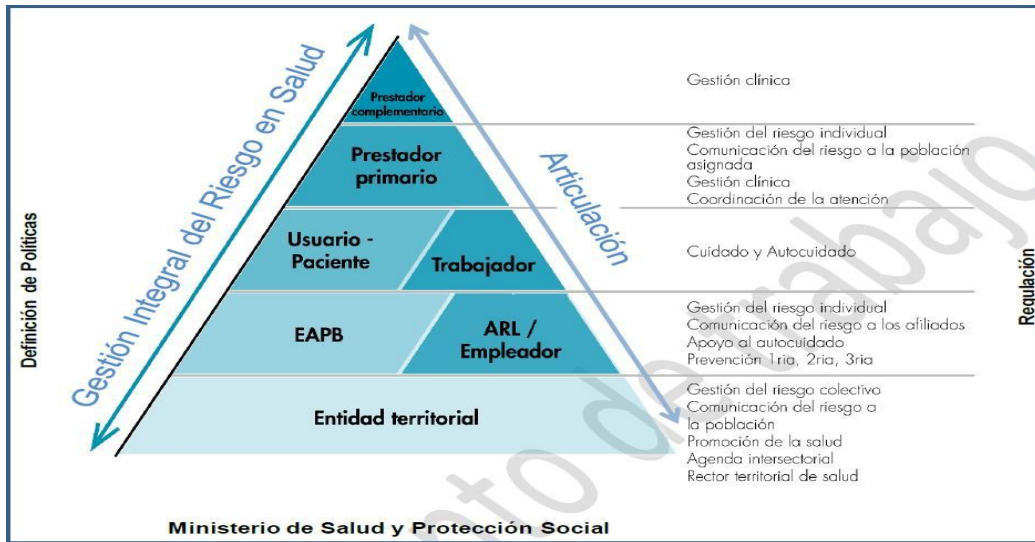 Definición de Políticas
Gestión Integral del Riesgo en Salud
Prestador
complementario
Prestador
primario
Usuario -
Paciente
Trabajador
EAPB
ARL /
Empleador
Entidad territorial
Articulación
Gestión clínica
Gestión del riesgo individual
Comunicación del riesgo a la población
asignada
Gestión clínica
Coordinación de la atención
Cuidado y Autocuidado
Gestión del riesgo individual
Comunicación del riesgo a los afiliados
Apoyo al autocuidado
Prevención 1ria, 2ria, 3ria
Gestión del riesgo colectivo
Comunicación del riesgo a
la población
Promoción de la salud
Agenda intersectorial
Rector territorial de salud
Regulación
nto de trabajo
Ministerio de Salud y Protección Social